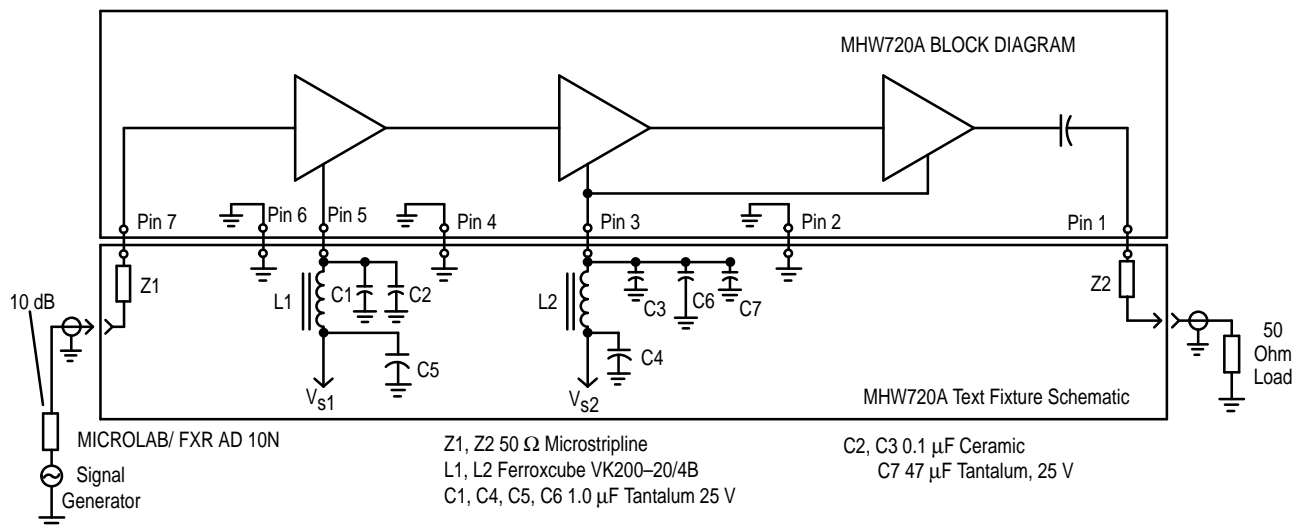 MHW720A BLOCK DIAGRAM
Pin 7
Pin 6
Pin 5
Pin 4
Pin 3
Pin 2
Pin 1
10 dB
Z1
L1
C1
C2
C5
Vs1
L2
C3
C6
C7
C4
Vs2
Z2
50
Ohm
Load
MHW720A Text Fixture Schematic
MICROLAB/ FXR AD 10N
Signal
Generator
Z1, Z2 50 Ω Microstripline
L1, L2 Ferroxcube VK200–20/4B
C1, C4, C5, C6 1.0 μF Tantalum 25 V
C2, C3 0.1 μF Ceramic
C7 47 μF Tantalum, 25 V